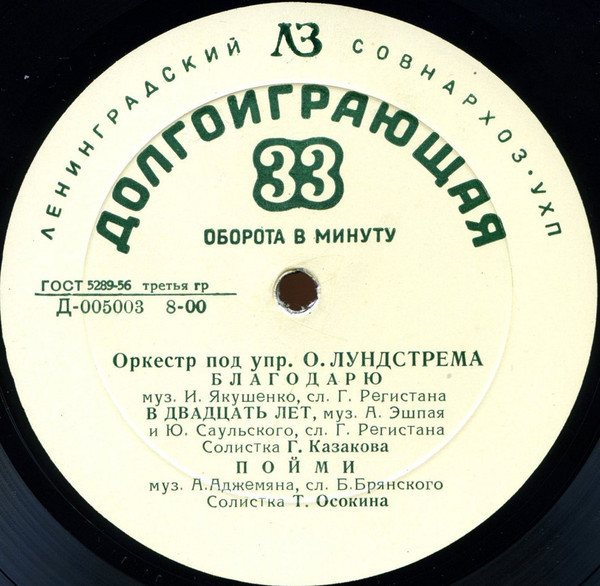 ЛЕНИНГРАДСКИЙ ЛЗ СОВНАРХОЗ·УХП
ДОЛГОИГРАЮЩАЯ
33
ОБОРОТА В МИНУТУ
ГОСТ 5289-56 третья гр
Д-005003 8-00
Оркестр под упр. О. ЛУНДСТРЕМА
БЛАГОДАРЮ
муз. И. Якушенко, сл. Г. Регистана
В ДВАДЦАТЬ ЛЕТ, муз. А. Эшпая
и Ю. Саульского, сл. Г. Регистана
Солистка Г. Казакова
ПОЙМИ
муз. А.Аджемяна, сл. Б.Брянского
Солистка Т. Осокина